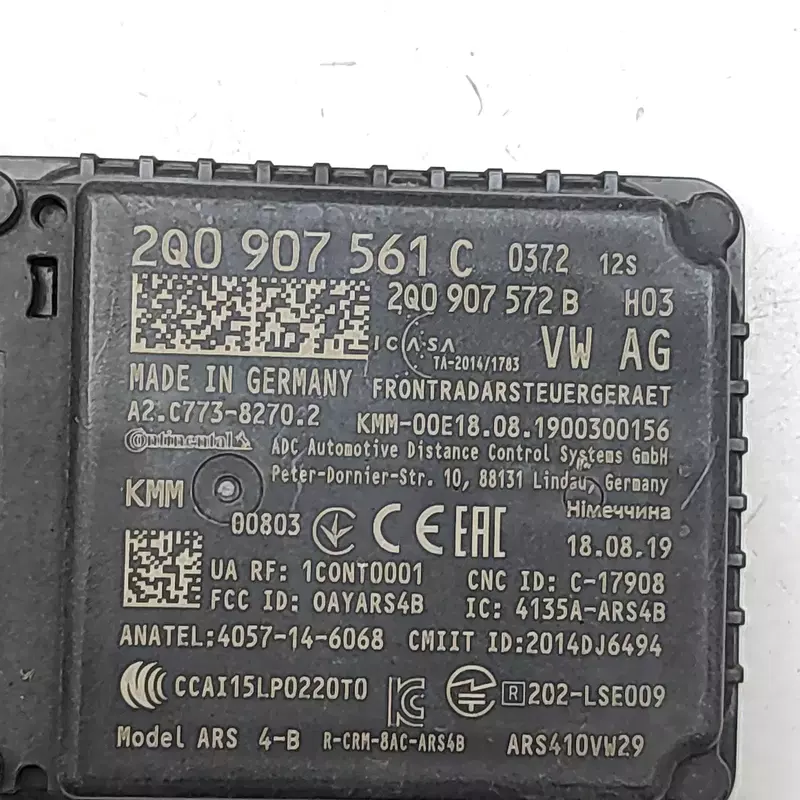 2Q0 907 561 C 0372 12S
2Q0 907 572 B H03
ICASA TA-2014/1783 VW AG
MADE IN GERMANY FRONTRADARSTEUERGERAET
A2.C773-8270.2 KMM-00E18.08.1900300156
Continental ADC Automotive Distance Control Systems GmbH
Peter-Dornier-Str. 10, 88131 Lindau, Germany
KMM Німеччина
00803 CE EAC 18.08.19
UA RF: 1CONT0001 CNC ID: C-17908
FCC ID: OAYARS4B IC: 4135A-ARS4B
ANATEL:4057-14-6068 CMIIT ID:2014DJ6494
CCAI15LP0220T0 R 202-LSE009
Model ARS 4-B R-CRM-8AC-ARS4B ARS410VW29